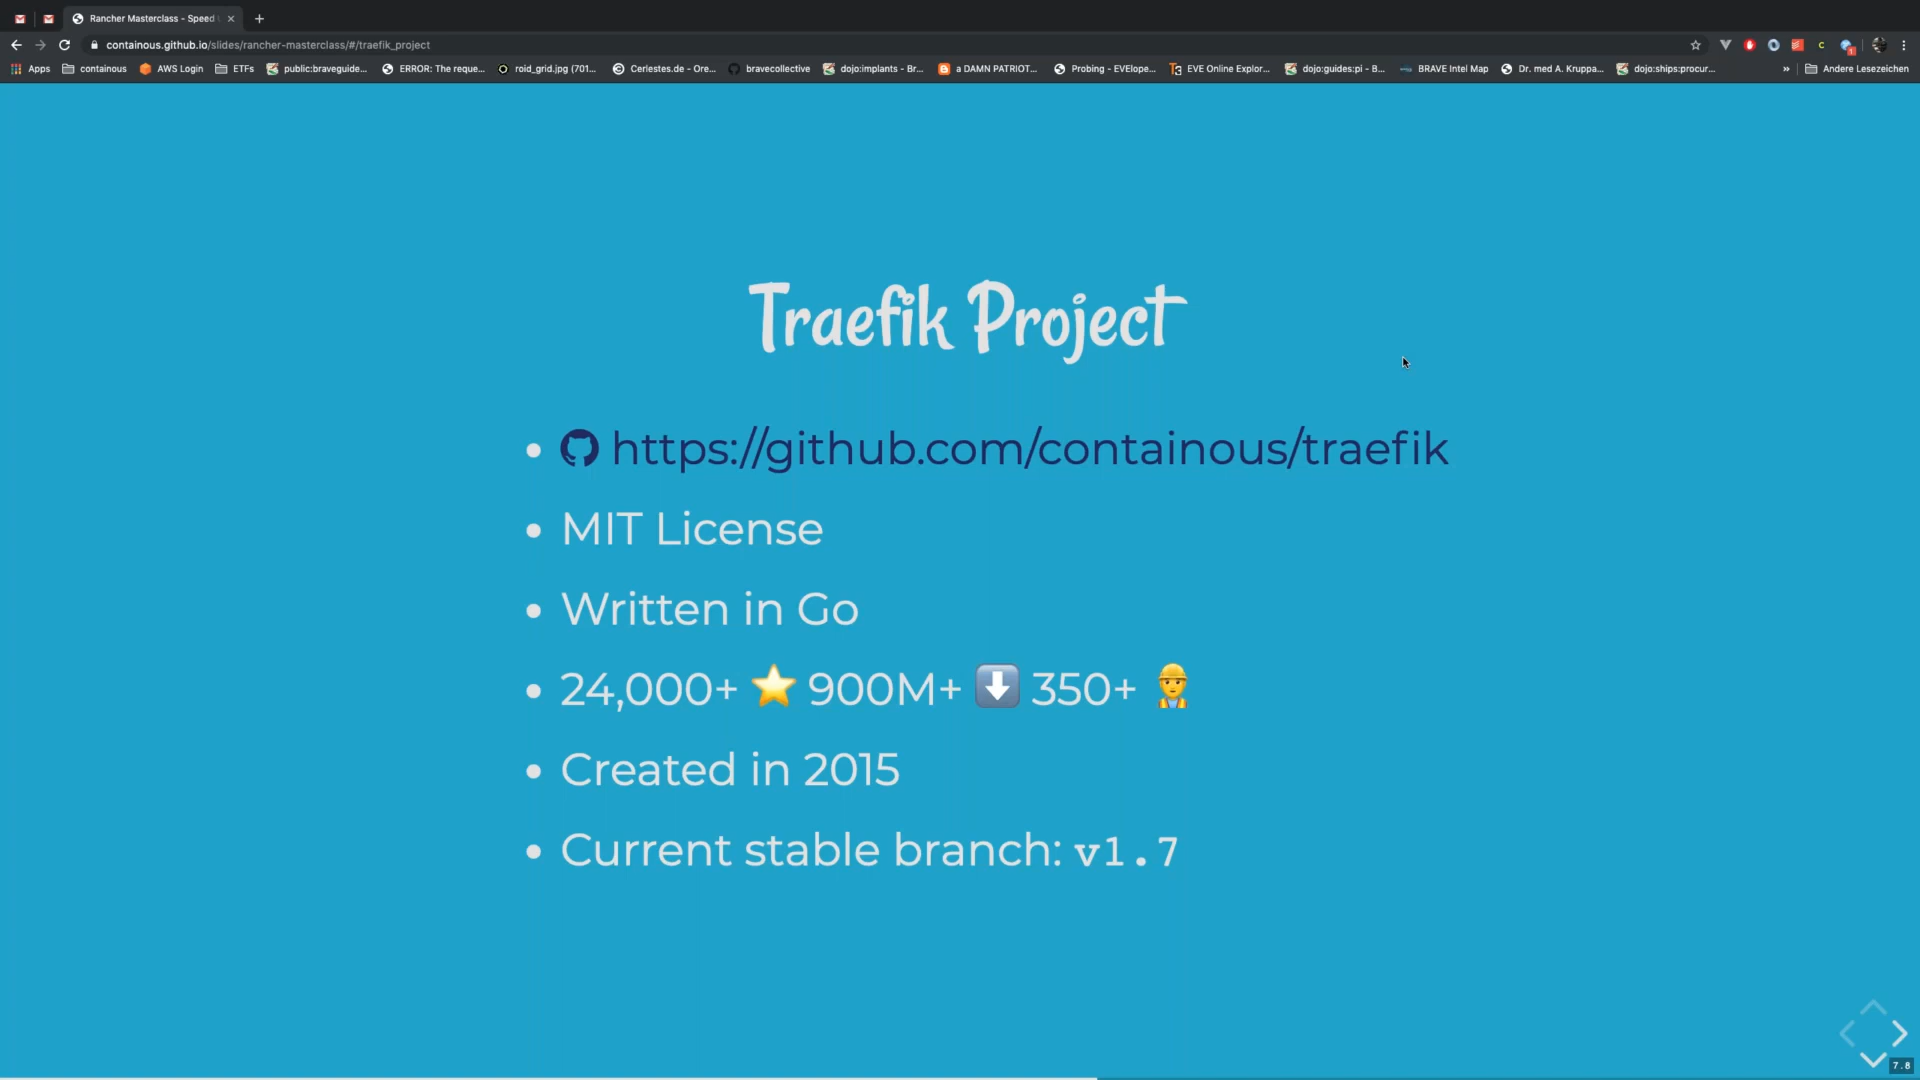 Rancher Masterclass - Speed
containous.github.io/slides/rancher-masterclass/#/traefik_project
Apps containous AWS Login ETFs public:braveguide... ERROR: The reque... roid_grid.jpg (701... Cerlestes.de - Ore... bravecollective dojo:implants - Br... a DAMN PATRIOT... Probing - EVElope... EVE Online Explor... dojo:guides:pi - B... BRAVE Intel Map Dr. med A. Kruppa... dojo:ships:procur... » Andere Lesezeichen
Traefik Project
https://github.com/containous/traefik
MIT License
Written in Go
24,000+ ⭐ 900M+ ⬇️ 350+ 👷
Created in 2015
Current stable branch: v1.7
7.8